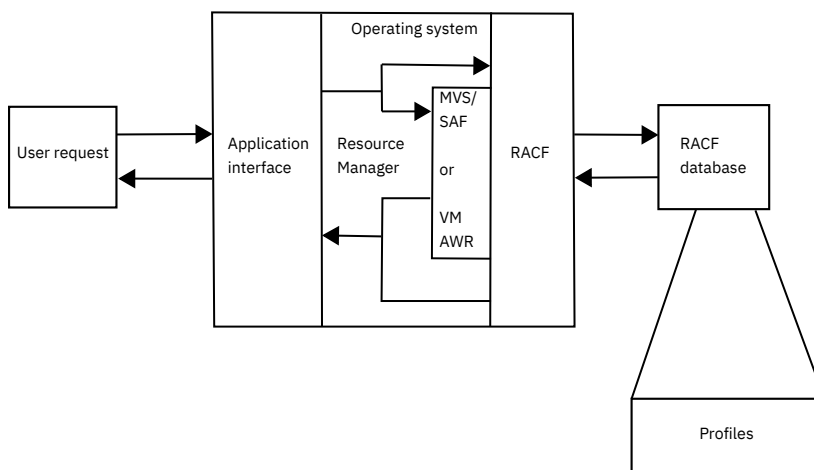 Operating system
User request
Application
interface
Resource
Manager
MVS/
SAF
or
VM
AWR
RACF
RACF
database
Profiles